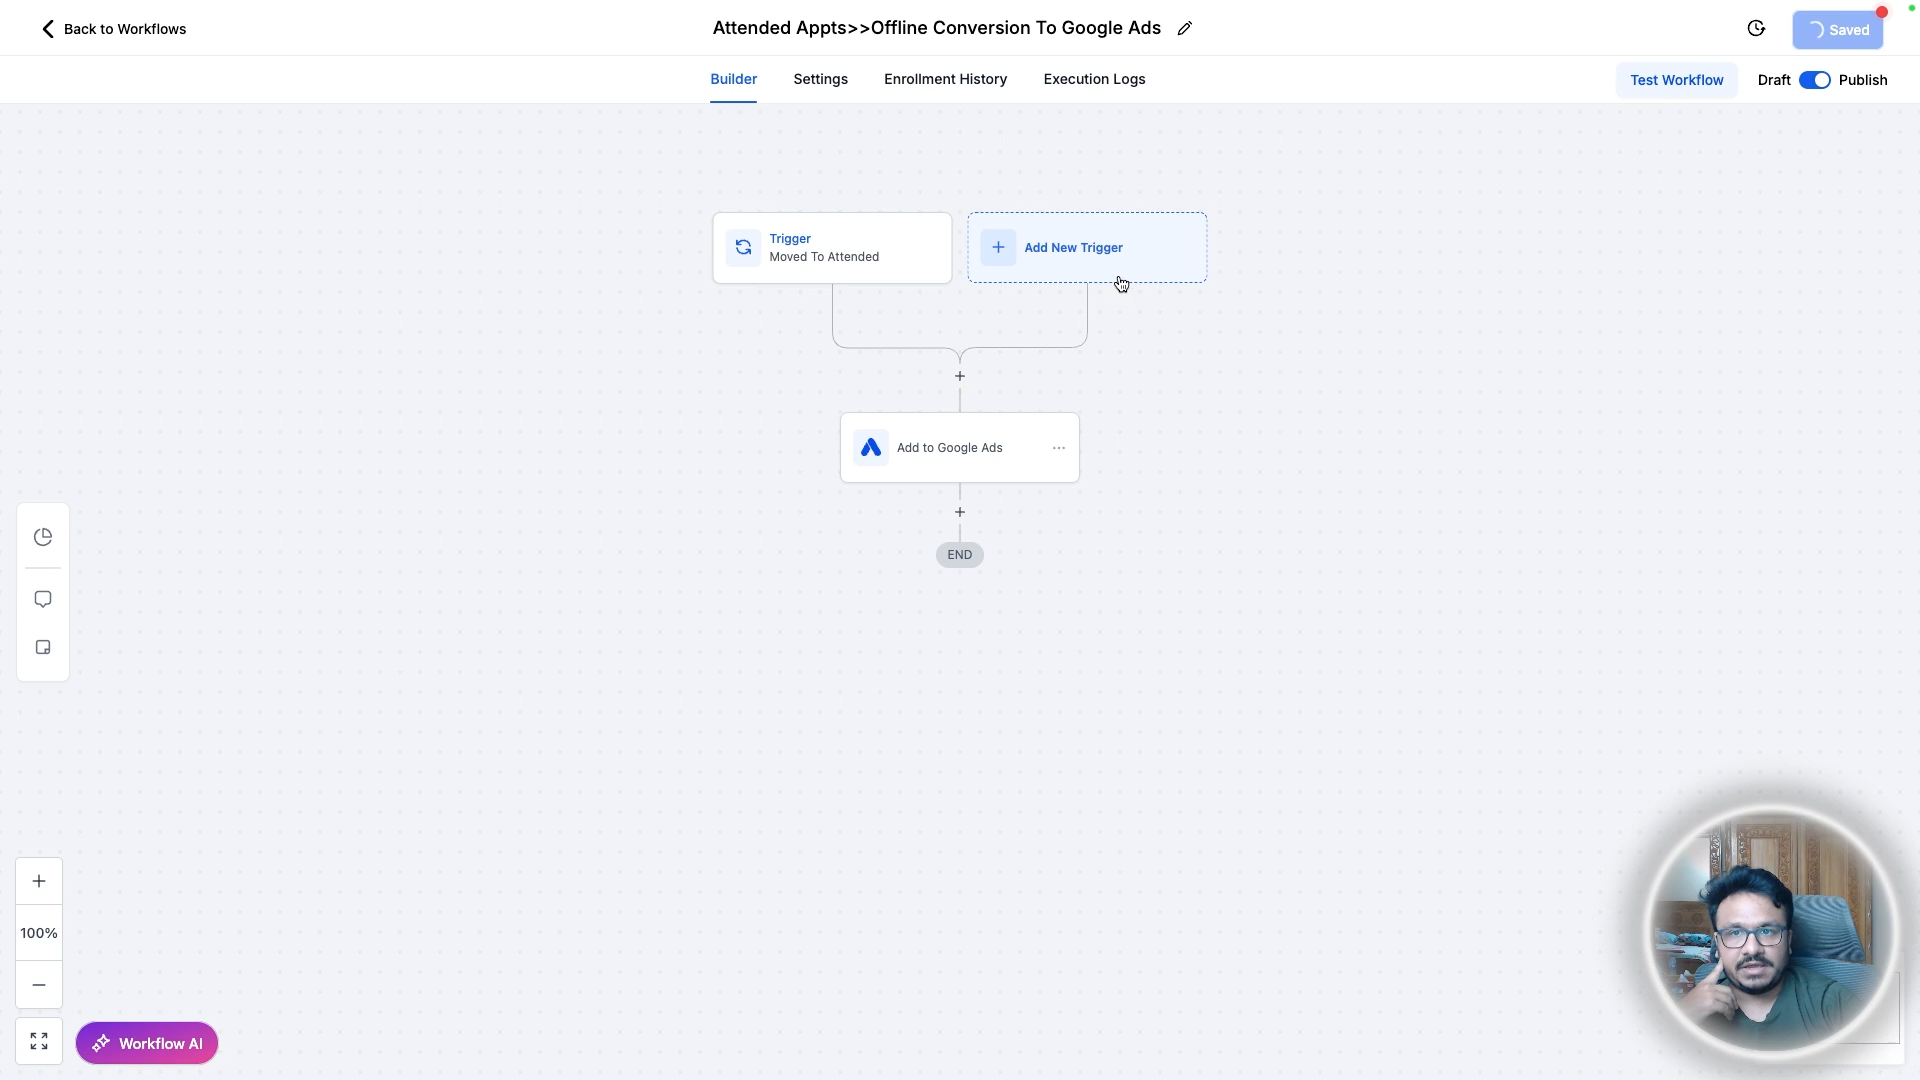 Back to Workflows
Attended Appts>>Offline Conversion To Google Ads
Saved
Builder
Settings
Enrollment History
Execution Logs
Test Workflow
Draft
Publish
Trigger
Moved To Attended
Add New Trigger
Add to Google Ads
END
100%
Workflow AI